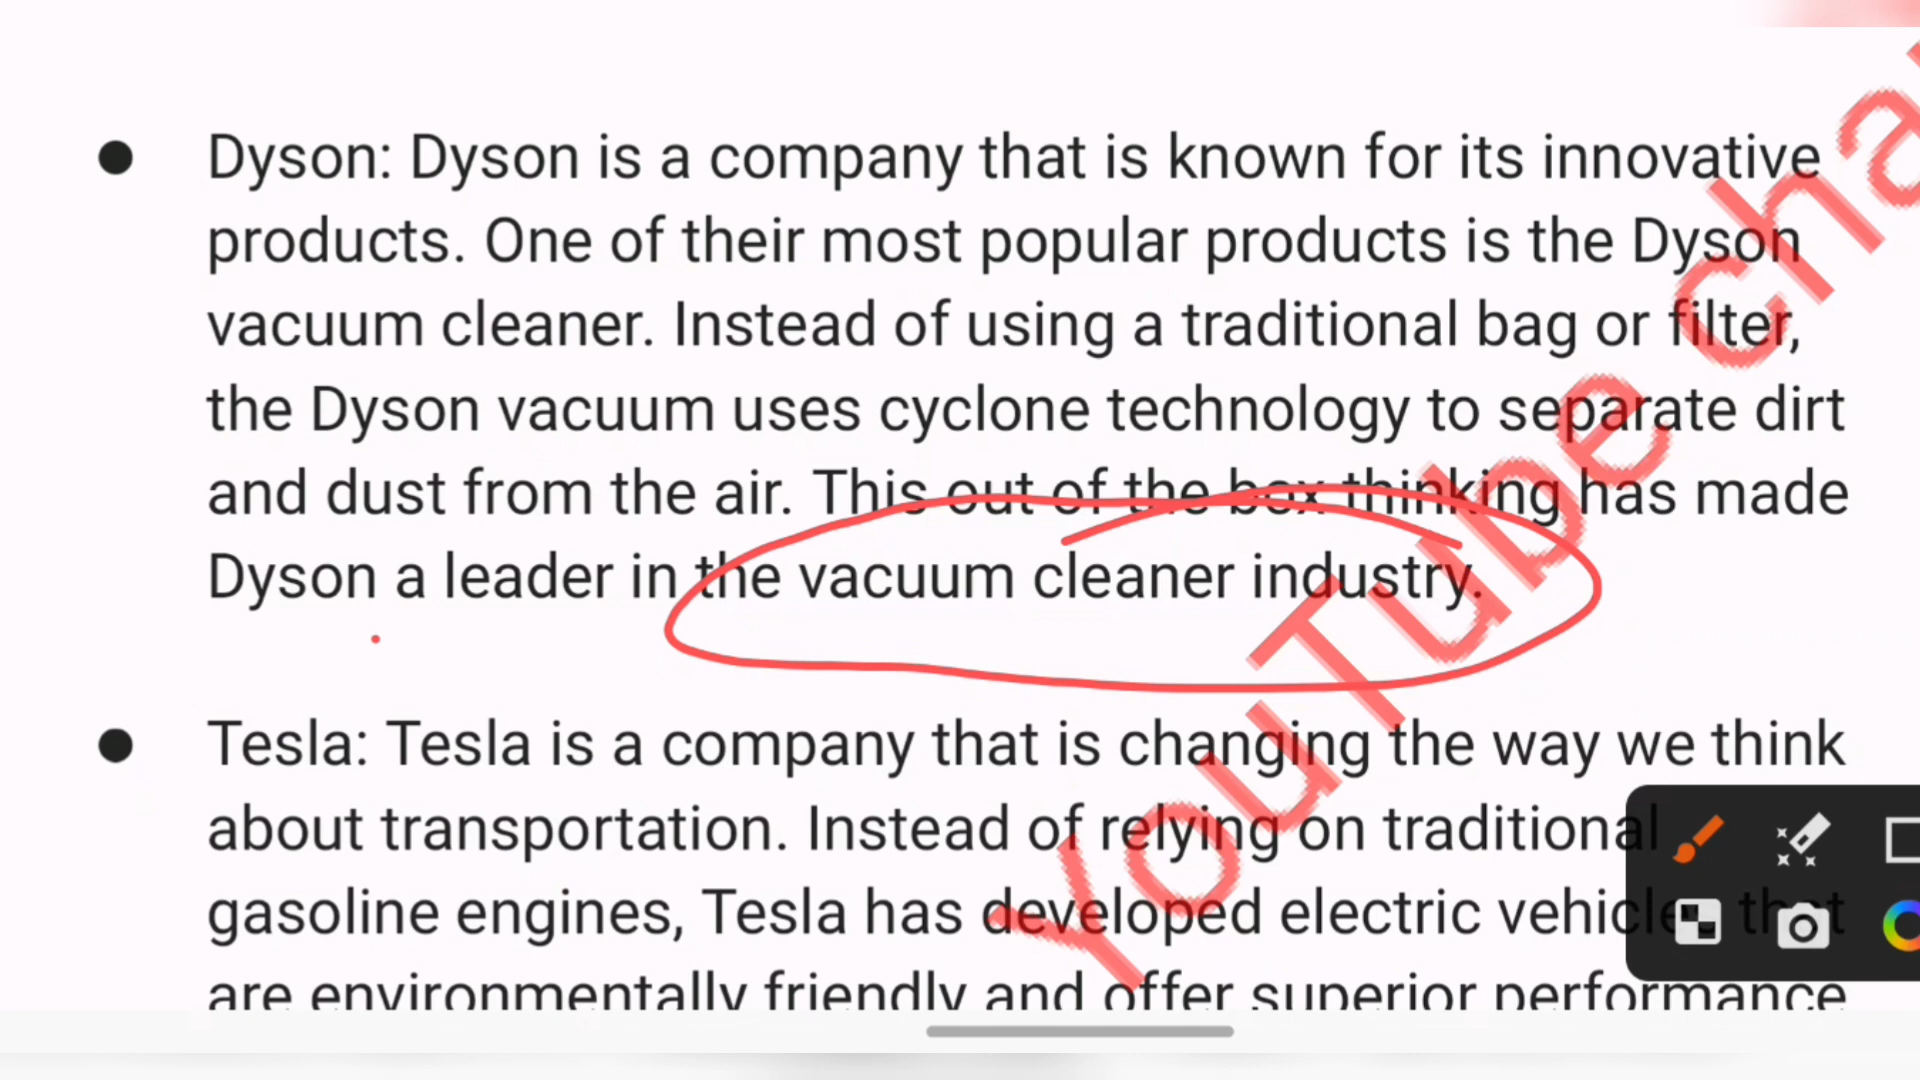 ● Dyson: Dyson is a company that is known for its innovative
products. One of their most popular products is the Dyson
vacuum cleaner. Instead of using a traditional bag or filter,
the Dyson vacuum uses cyclone technology to separate dirt
and dust from the air. This out of the box thinking has made
Dyson a leader in the vacuum cleaner industry.
● Tesla: Tesla is a company that is changing the way we think
about transportation. Instead of relying on traditional
gasoline engines, Tesla has developed electric vehicles that
are environmentally friendly and offer superior performance
YouTube cha